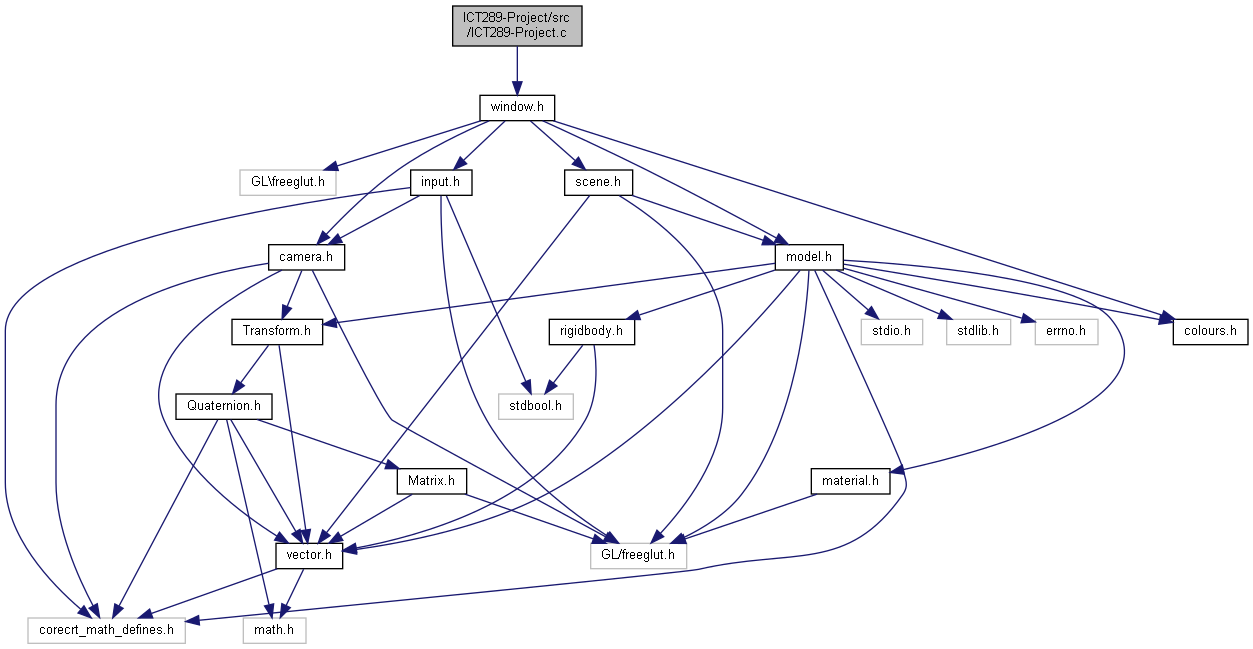 ICT289-Project/src
/ICT289-Project.c
window.h
GL\freeglut.h
input.h
scene.h
camera.h
model.h
Transform.h
rigidbody.h
stdio.h
stdlib.h
errno.h
colours.h
Quaternion.h
stdbool.h
Matrix.h
material.h
vector.h
GL/freeglut.h
corecrt_math_defines.h
math.h